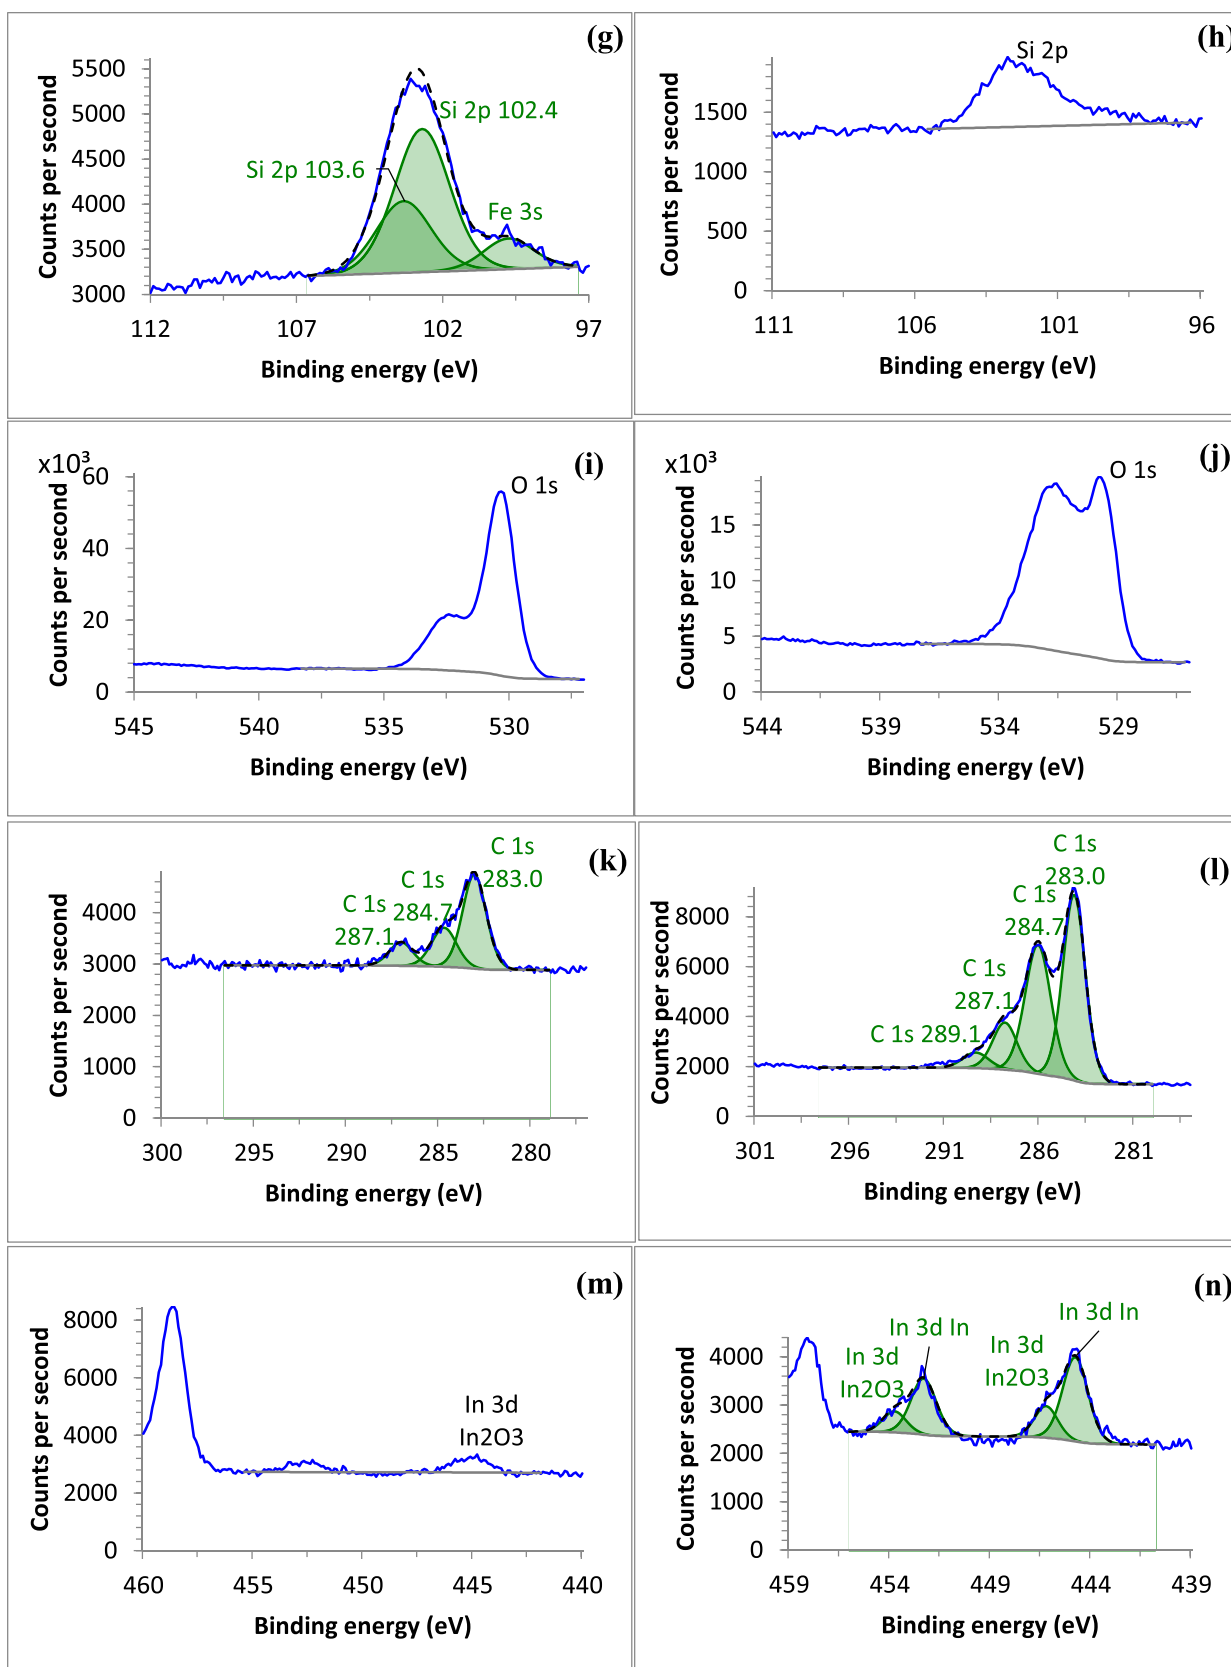 (g)
5500
5000
4500
4000
3500
3000
Counts per second
Si 2p 102.4
Si 2p 103.6
Fe 3s
112
107
102
97
Binding energy (eV)
(h)
Si 2p
1500
1000
500
0
Counts per second
111
106
101
96
Binding energy (eV)
(i)
x10³
60
40
20
0
Counts per second
O 1s
545
540
535
530
Binding energy (eV)
(j)
x10³
15
10
5
0
Counts per second
O 1s
544
539
534
529
Binding energy (eV)
(k)
C 1s
283.0
C 1s
284.7
C 1s
287.1
4000
3000
2000
1000
0
Counts per second
300
295
290
285
280
Binding energy (eV)
(l)
C 1s
283.0
C 1s
284.7
C 1s
287.1
C 1s 289.1
8000
6000
4000
2000
0
Counts per second
301
296
291
286
281
Binding energy (eV)
(m)
8000
6000
4000
2000
0
Counts per second
In 3d
In2O3
460
455
450
445
440
Binding energy (eV)
(n)
In 3d In
In 3d In
In 3d
In2O3
In 3d
In2O3
4000
3000
2000
1000
0
Counts per second
459
454
449
444
439
Binding energy (eV)